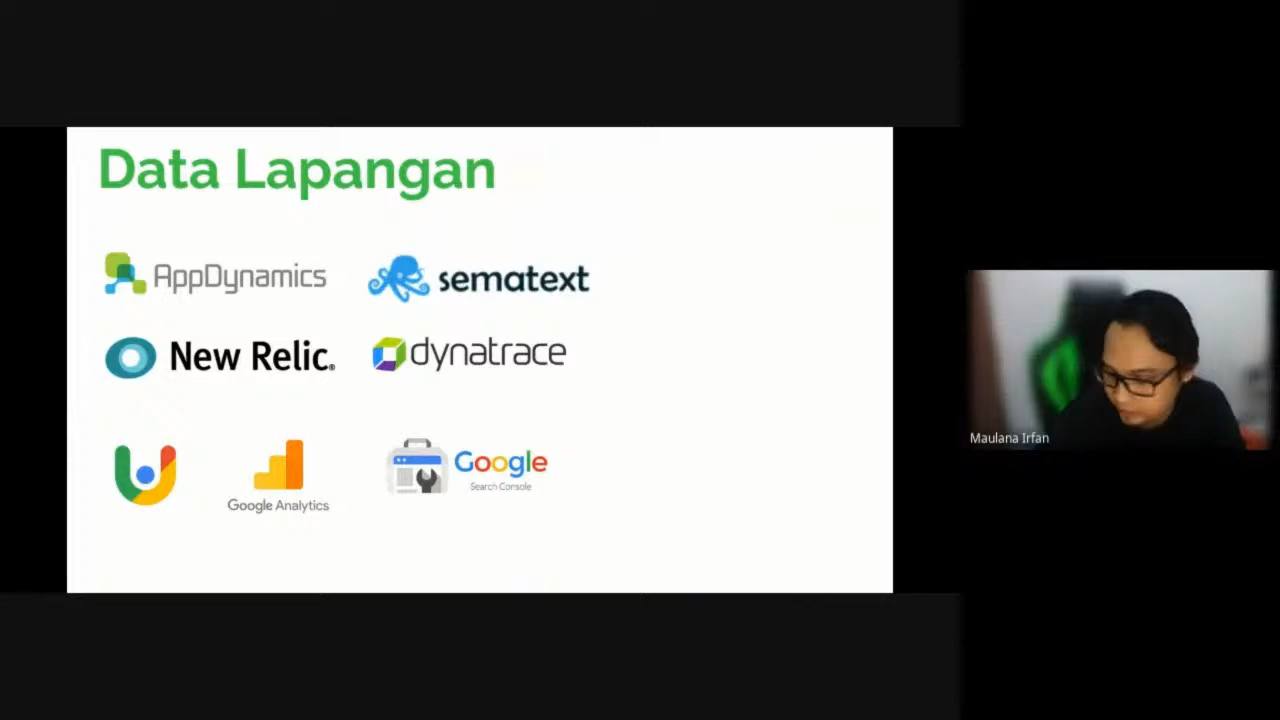 Data Lapangan
AppDynamics
sematext
New Relic®
dynatrace
Google Analytics
Google
Search Console
Maulana Irfan